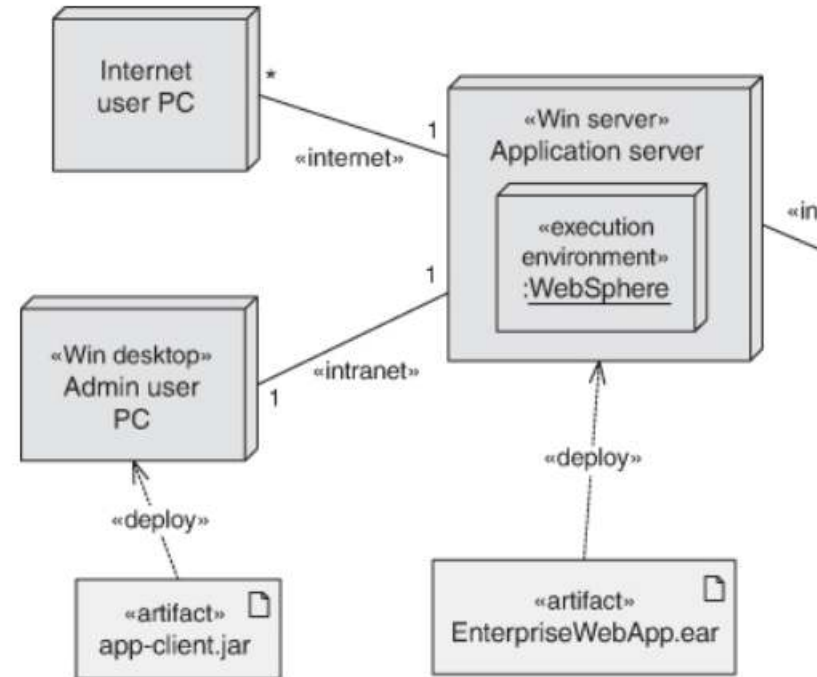 Internet
user PC
*
1
«internet»
«Win server»
Application server
«execution
environment»
:WebSphere
«in
1
«Win desktop»
Admin user
PC
«intranet»
1
«deploy»
«deploy»
«artifact»
app-client.jar
«artifact»
EnterpriseWebApp.ear